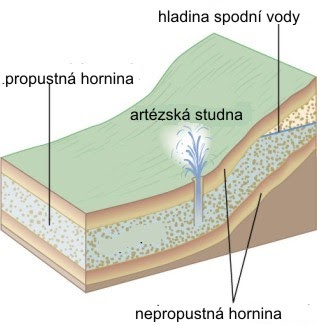 hladina spodní vody
propustná hornina
artézská studna
nepropustná hornina